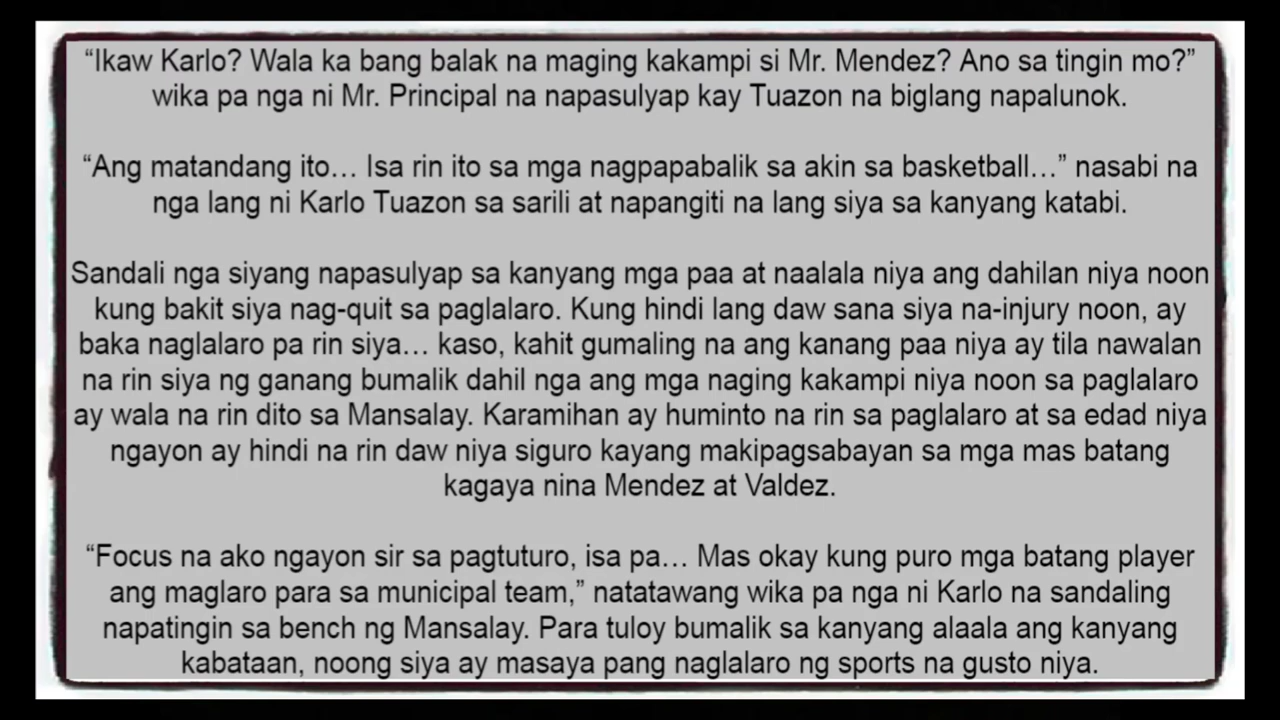 “Ikaw Karlo? Wala ka bang balak na maging kakampi si Mr. Mendez? Ano sa tingin mo?”
wika pa nga ni Mr. Principal na napasulyap kay Tuazon na biglang napalunok.
“Ang matandang ito… Isa rin ito sa mga nagpapabalik sa akin sa basketball…” nasabi na
nga lang ni Karlo Tuazon sa sarili at napangiti na lang siya sa kanyang katabi.
Sandali nga siyang napasulyap sa kanyang mga paa at naalala niya ang dahilan niya noon
kung bakit siya nag-quit sa paglalaro. Kung hindi lang daw sana siya na-injury noon, ay
baka naglalaro pa rin siya… kaso, kahit gumaling na ang kanang paa niya ay tila nawalan
na rin siya ng ganang bumalik dahil nga ang mga naging kakampi niya noon sa paglalaro
ay wala na rin dito sa Mansalay. Karamihan ay huminto na rin sa paglalaro at sa edad niya
ngayon ay hindi na rin daw niya siguro kayang makipagsabayan sa mga mas batang
kagaya nina Mendez at Valdez.
“Focus na ako ngayon sir sa pagtuturo, isa pa… Mas okay kung puro mga batang player
ang maglaro para sa municipal team,” natatawang wika pa nga ni Karlo na sandaling
napatingin sa bench ng Mansalay. Para tuloy bumalik sa kanyang alaala ang kanyang
kabataan, noong siya ay masaya pang naglalaro ng sports na gusto niya.